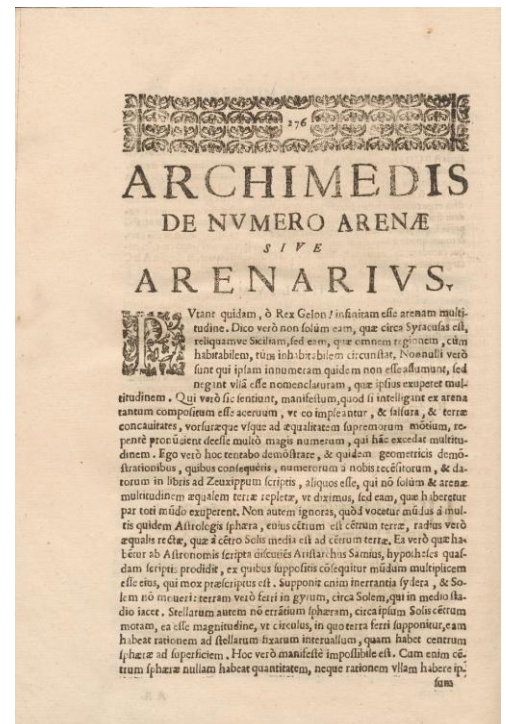 276
ARCHIMEDIS
DE NVMERO ARENÆ
SIVE
ARENARIVS.
PVtant quidam, ò Rex Gelon! infinitam esse arenam multi-
tudine. Dico verò non solùm eam, quæ circa Syracusas est,
reliquamve Siciliam, sed eam, quæ omnem regionem, cùm
habitabilem, tùm inhabitabilem circunstat. Nonnulli verò
sunt qui ipsam innumeram quidem non esse assumunt, sed
negant vllã esse nomenclaturam, quæ ipsius exuperet mul-
titudinem. Qui verò sic sentiunt, manifestum, quod si intelligant ex arena
tantum compositum esse aceruum, vt eo impleantur, & salsura, & terræ
concauitates, vorsuræque vsque ad æqualitatem supremorum mõtium, re-
pentè pronũcient deesse multò magis numerum, qui hãc excedat multitu-
dinem. Ego verò hoc tentabo demõstrare, & quidem geometricis demõ-
strationibus, quibus consequêris, numerorum a nobis recẽsitorum, & da-
torum in libris ad Zeuxippum scriptis, aliquos esse, qui nõ solùm & arenæ
multitudinem æqualem terræ repletæ, vt diximus, sed eam, quæ haberetur
par toti mũdo exuperent. Non autem ignoras, quòd vocetur mũdus â mul-
tis quidem Astrologis sphæra, cuius cẽtrum est cẽtrum terræ, radius verò
æqualis rectæ, quæ â cẽtro Solis media est ad cẽtrum terræ. Ea verò quæ ha-
bẽtur ab Astronomis scripta discutiẽs Aristarchus Samius, hypotheses quas-
dam scriptis prodidit, ex quibus suppositis cõsequitur mũdum multiplicem
esse eius, qui mox præscriptus est. Supponit enim inerrantia sydera, & So-
lem nõ moueri: terram verò ferri in gyrum, circa Solem, qui in medio sta-
dio iacet. Stellarum autem nõ errãtium sphæram, circa ipsum Solis cẽtrum
motam, ea esse magnitudine, vt circulus, in quo terra ferri supponitur, eam
habeat rationem ad stellarum fixarum interuallum, quam habet centrum
sphæræ ad superficiem. Hoc verò manifestè impossibile est. Cum enim cẽ-
trum sphæræ nullam habeat quantitatem, neque rationem vllam habere ip-
sum